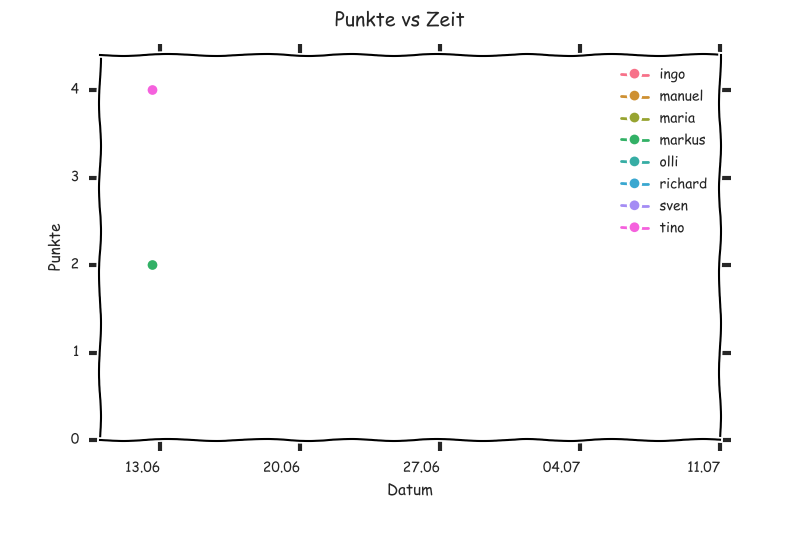 Punkte vs Zeit
ingo
manuel
maria
markus
olli
richard
sven
tino
Punkte
4
3
2
1
0
13.06 20.06 27.06 04.07 11.07
Datum